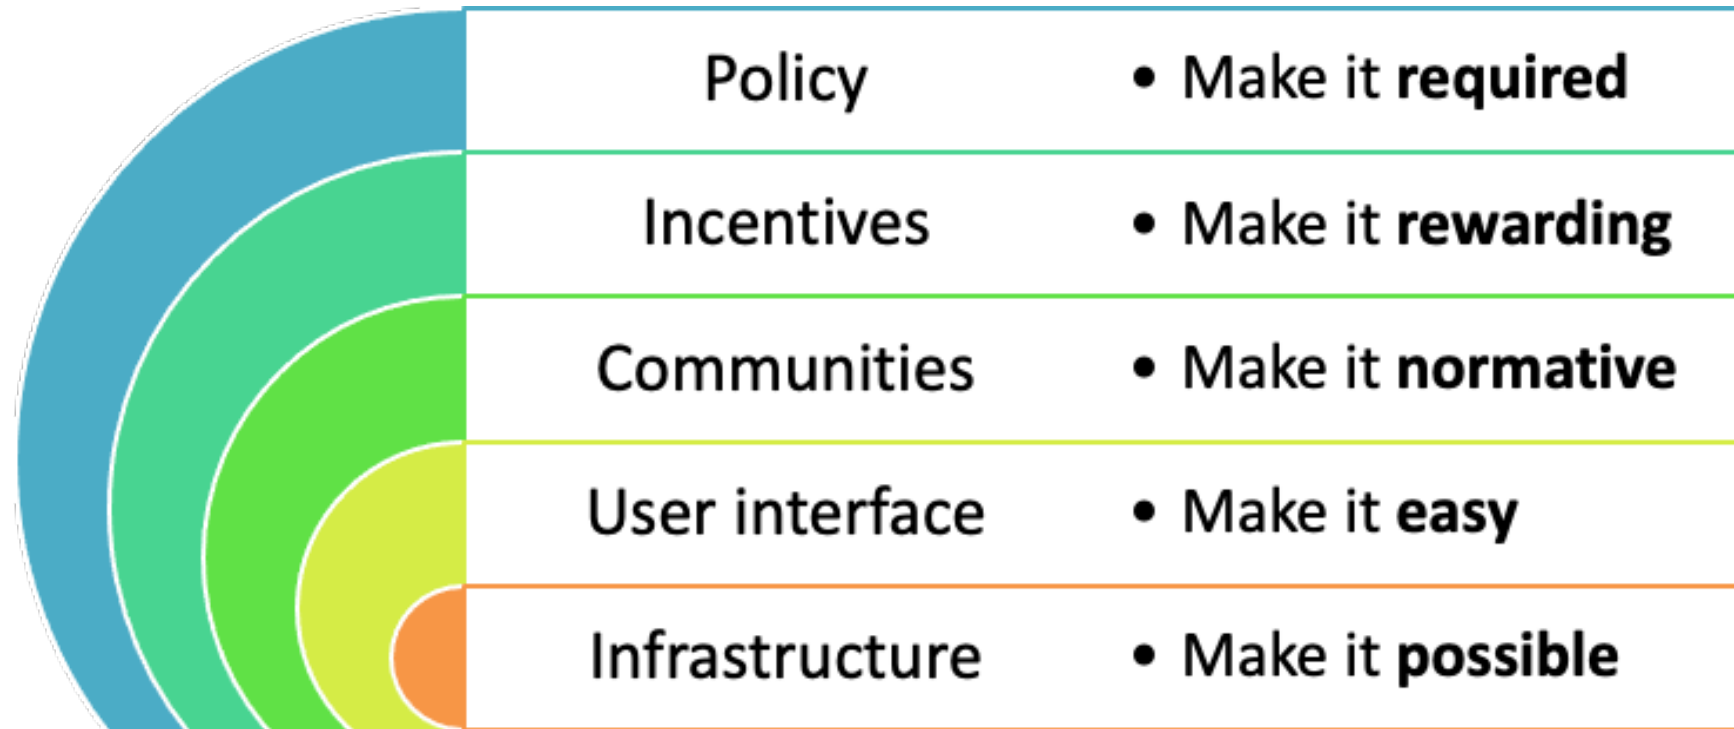 Policy • Make it required
Incentives • Make it rewarding
Communities • Make it normative
User interface • Make it easy
Infrastructure • Make it possible